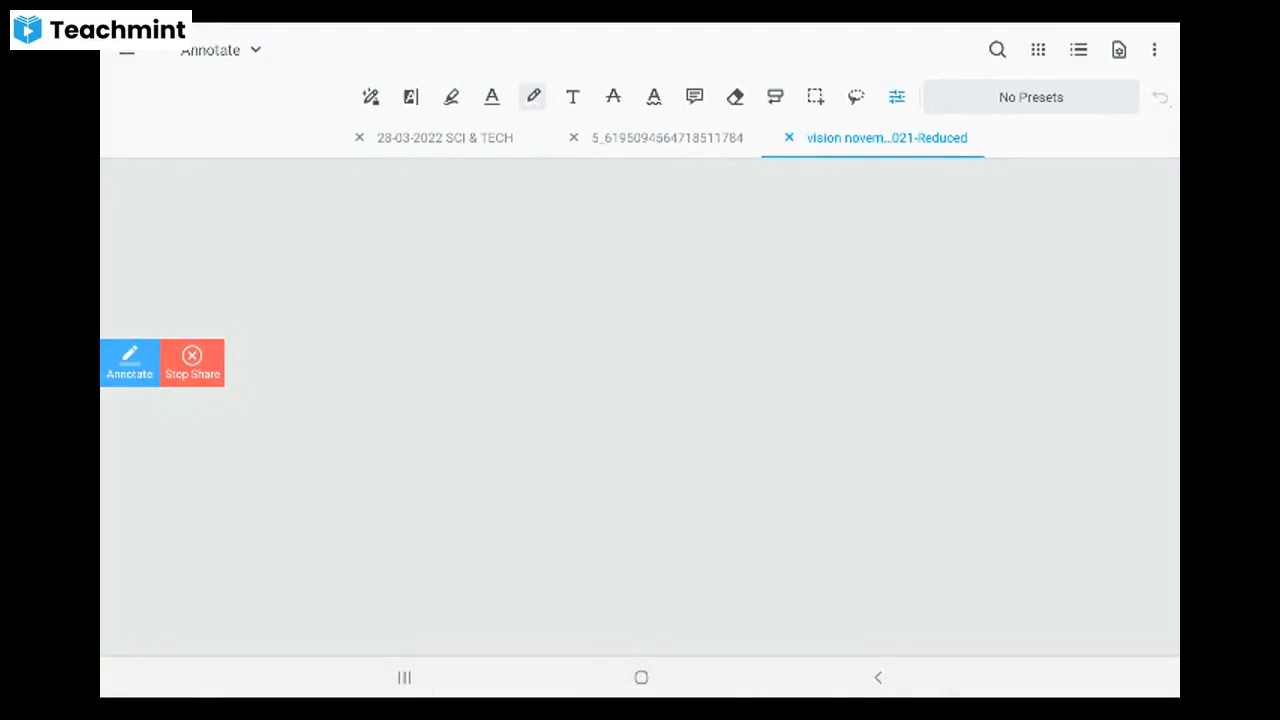 Teachmint
Annotate
No Presets
28-03-2022 SCI & TECH
5_6195094564718511784
vision novem...021-Reduced
Annotate
Stop Share